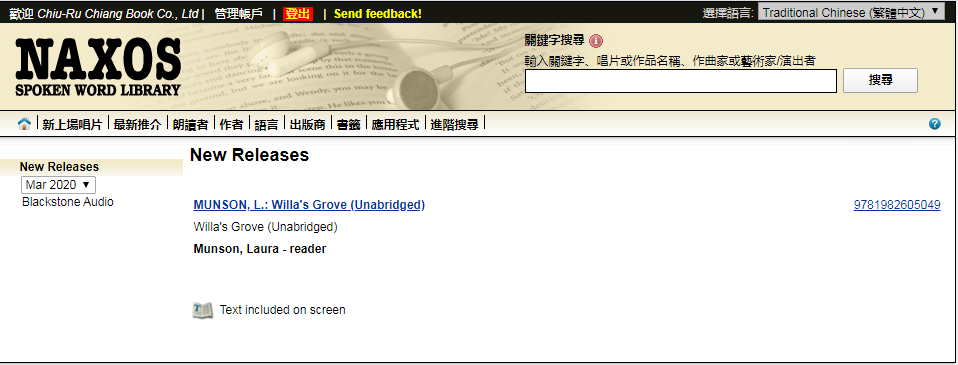 歡迎 Chiu-Ru Chiang Book Co., Ltd | 管理帳戶 | 登出 | Send feedback!
選擇語言: Traditional Chinese (繁體中文)
NAXOS
SPOKEN WORD LIBRARY
關鍵字搜尋
輸入關鍵字、唱片或作品名稱、作曲家或藝術家/演出者
搜尋
新上場唱片 | 最新推介 | 朗讀者 | 作者 | 語言 | 出版商 | 書籤 | 應用程式 | 進階搜尋 |
New Releases
Mar 2020
Blackstone Audio
New Releases
MUNSON, L.: Willa's Grove (Unabridged) 9781982605049
Willa's Grove (Unabridged)
Munson, Laura - reader
Text included on screen